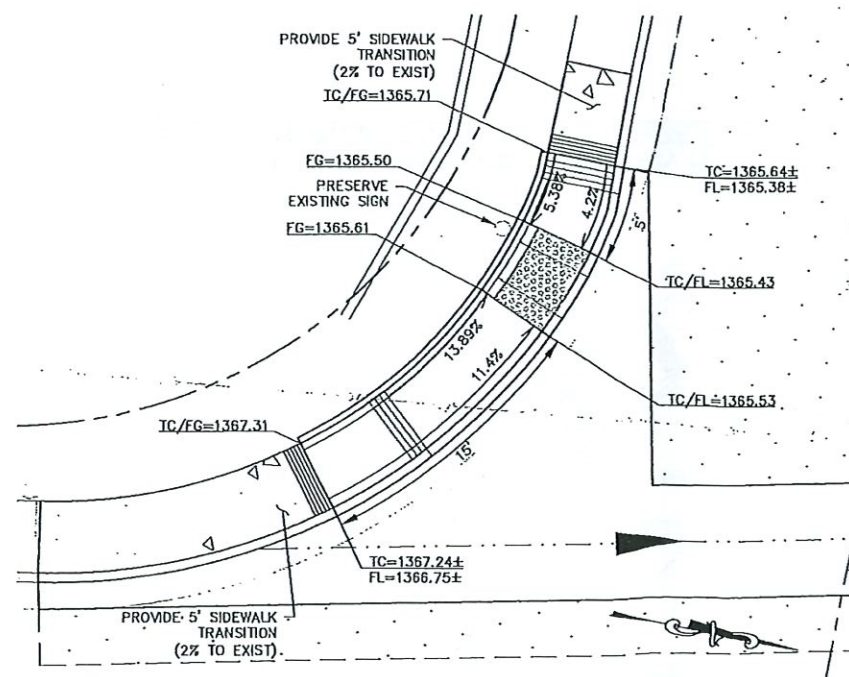 PROVIDE 5' SIDEWALK
TRANSITION
(2% TO EXIST)
TC/FG=1365.71
FG=1365.50
PRESERVE
EXISTING SIGN
FG=1365.61
TC=1365.64±
FL=1365.38±
5.38%
4.2%
5'
TC/FL=1365.43
13.89%
11.4%
TC/FL=1365.53
TC/FG=1367.31
15'
TC=1367.24±
FL=1366.75±
PROVIDE 5' SIDEWALK
TRANSITION
(2% TO EXIST)